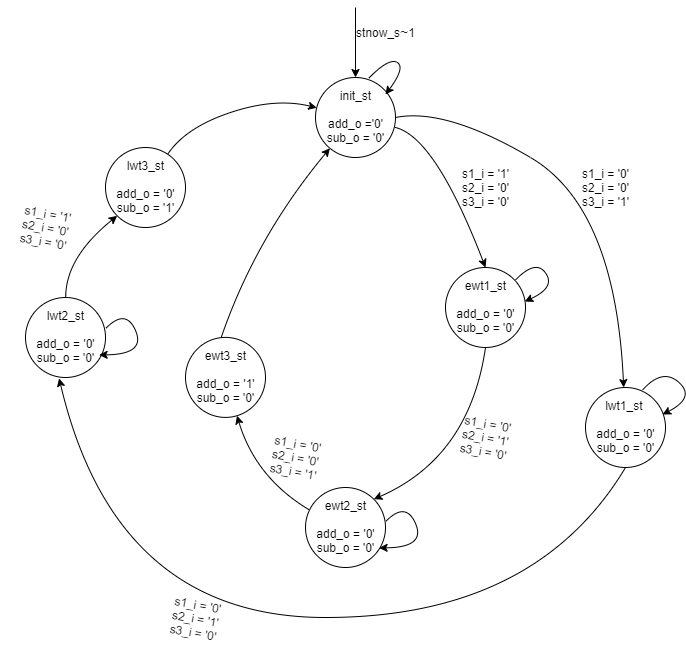 stnow_s~1
init_st
add_o ='0'
sub_o = '0'
lwt3_st
add_o = '0'
sub_o = '1'
s1_i = '1'
s2_i = '0'
s3_i = '0'
s1_i = '0'
s2_i = '0'
s3_i = '1'
s1_i = '1'
s2_i = '0'
s3_i = '0'
ewt1_st
add_o = '0'
sub_o = '0'
lwt2_st
add_o = '0'
sub_o = '0'
ewt3_st
add_o = '1'
sub_o = '0'
lwt1_st
add_o = '0'
sub_o = '0'
s1_i = '0'
s2_i = '1'
s3_i = '0'
s1_i = '0'
s2_i = '0'
s3_i = '1'
ewt2_st
add_o = '0'
sub_o = '0'
s1_i = '0'
s2_i = '1'
s3_i = '0'